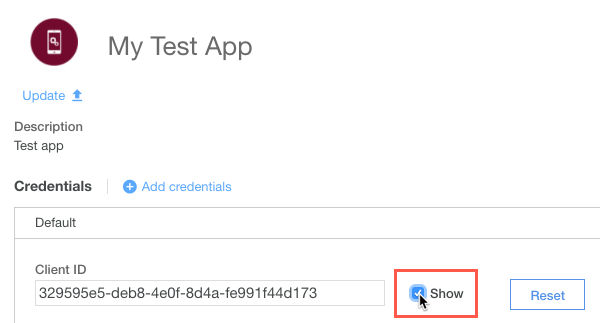 My Test App
Update
Description
Test app
Credentials
Add credentials
Default
Client ID
329595e5-deb8-4e0f-8d4a-fe991f44d173
Show
Reset